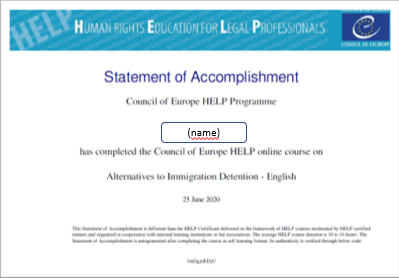 HELP
HUMAN RIGHTS EDUCATION FOR LEGAL PROFESSIONALS
CONSEIL DE L'EUROPE
Statement of Accomplishment
Council of Europe HELP Programme
(name)
has completed the Council of Europe HELP online course on
Alternatives to Immigration Detention - English
25 June 2020
This Statement of Accomplishment is different than the HELP Certificate delivered in the framework of HELP courses moderated by HELP certified
trainers and organised in cooperation with national training institutions or bar associations. The average HELP course duration is 10 to 16 hours. The
Statement of Accomplishment is autogenerated after completing the course in self learning format. Its authenticity is verified through below code: